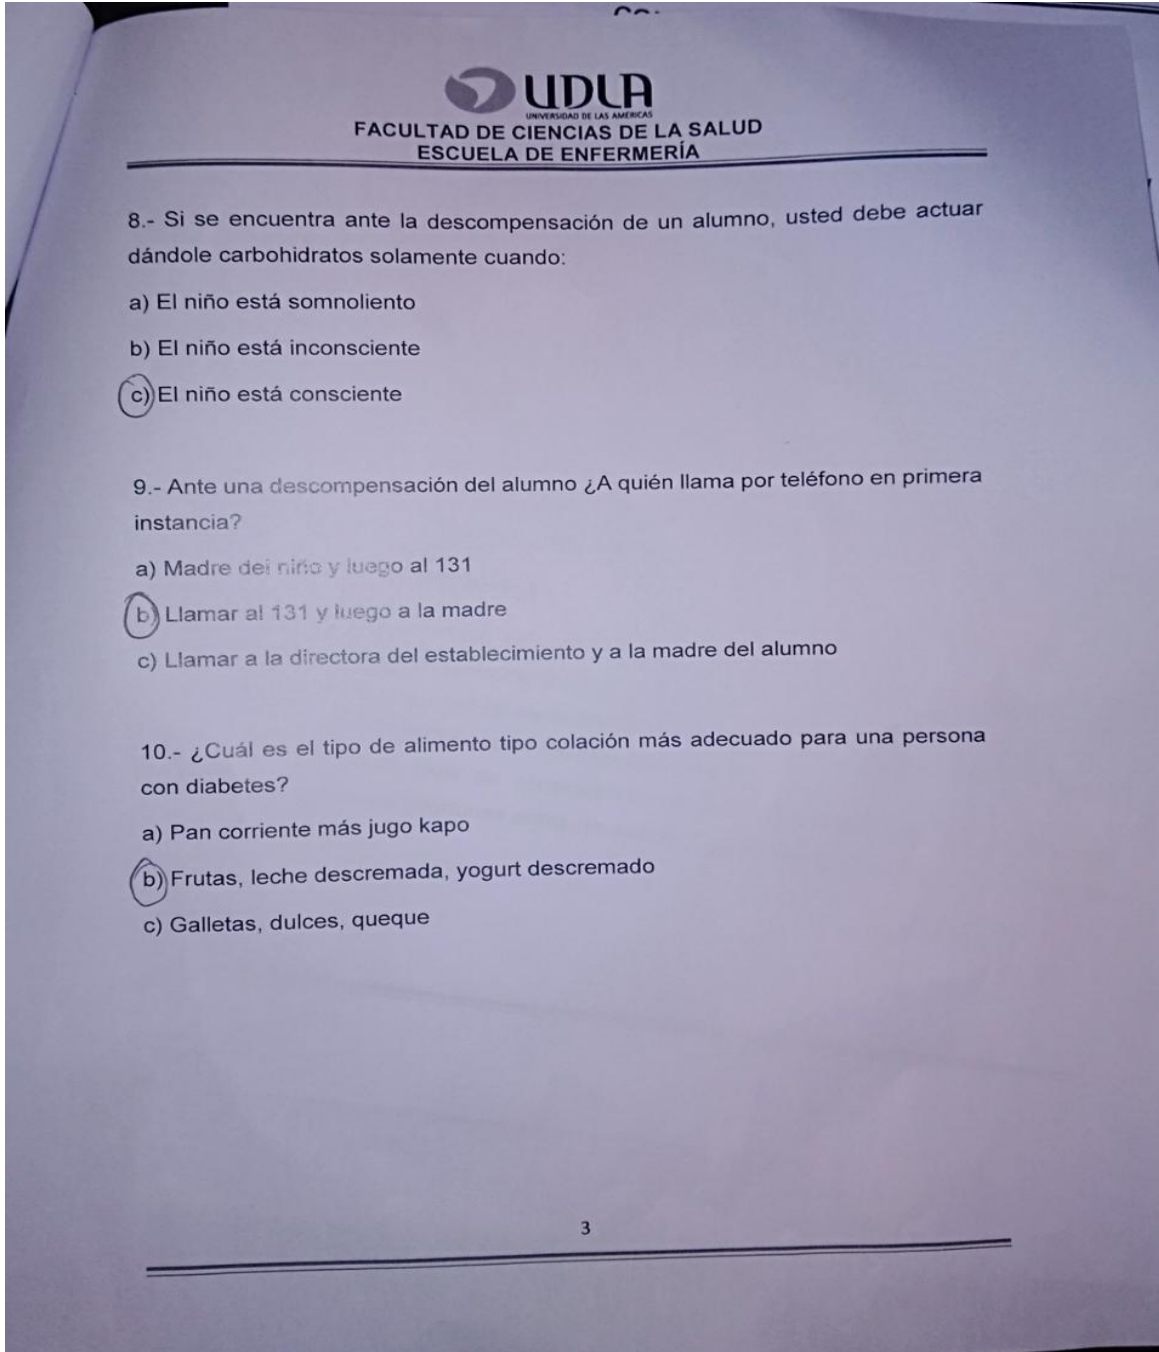 UDLA
UNIVERSIDAD DE LAS AMERICAS
FACULTAD DE CIENCIAS DE LA SALUD
ESCUELA DE ENFERMERÍA
8.- Si se encuentra ante la descompensación de un alumno, usted debe actuar
dándole carbohidratos solamente cuando:
a) El niño está somnoliento
b) El niño está inconsciente
c) El niño está consciente
9.- Ante una descompensación del alumno ¿A quién llama por teléfono en primera
instancia?
a) Madre del niño y luego al 131
b) Llamar al 131 y luego a la madre
c) Llamar a la directora del establecimiento y a la madre del alumno
10.- ¿Cuál es el tipo de alimento tipo colación más adecuado para una persona
con diabetes?
a) Pan corriente más jugo kapo
b) Frutas, leche descremada, yogurt descremado
c) Galletas, dulces, queque
3